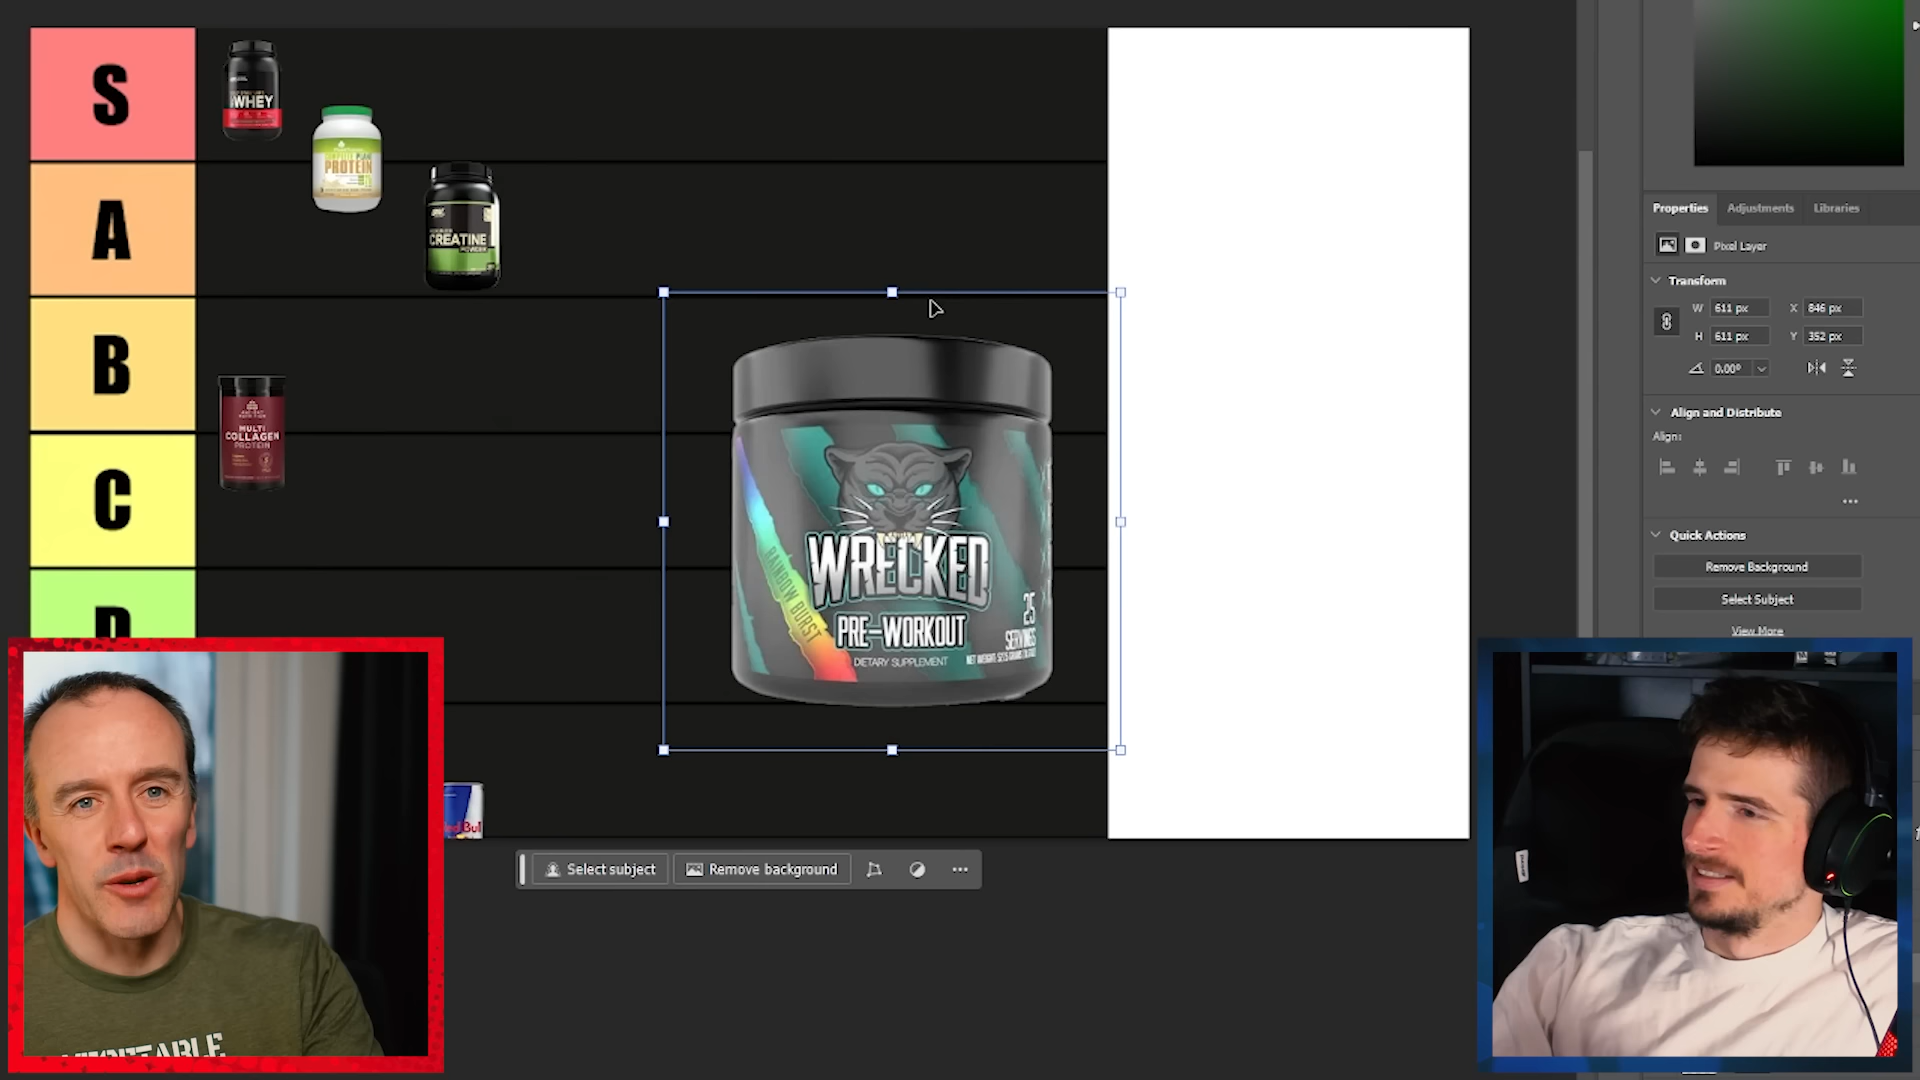 S
WHEY
PROTEIN
A
CREATINE
POWDER
B
MULTI
COLLAGEN
PROTEIN
C
D
RAINBOW BURST
WRECKED
PRE-WORKOUT
DIETARY SUPPLEMENT
25
SERVINGS
Properties
Adjustments
Libraries
Pixel Layer
Transform
W 611 px X 846 px
H 611 px Y 352 px
0.00°
Align and Distribute
Align:
Quick Actions
Remove Background
Select Subject
View More
Select subject
Remove background